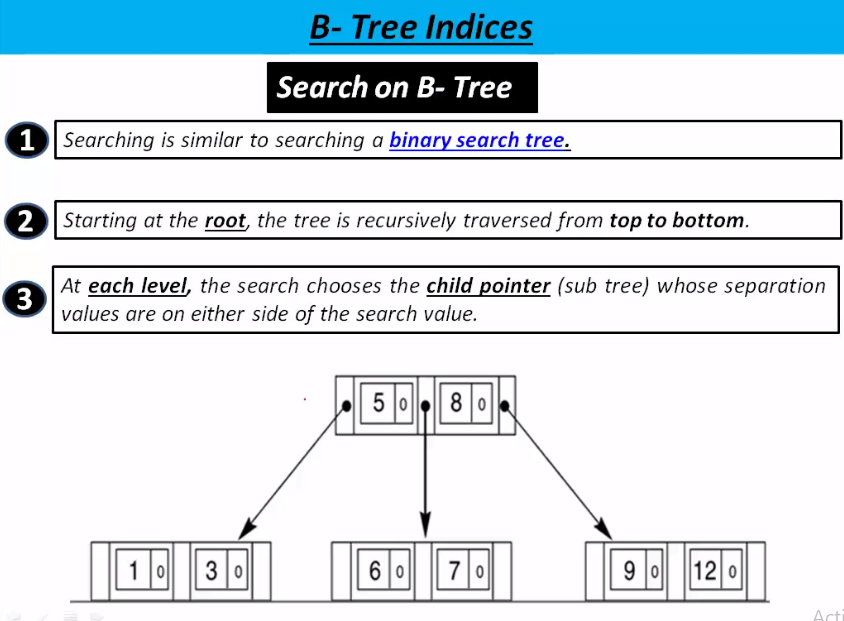 B- Tree Indices
Search on B- Tree
1 Searching is similar to searching a binary search tree.
2 Starting at the root, the tree is recursively traversed from top to bottom.
3 At each level, the search chooses the child pointer (sub tree) whose separation
values are on either side of the search value.
5 0 8 0
1 0 3 0 6 0 7 0 9 0 12 0
Acti